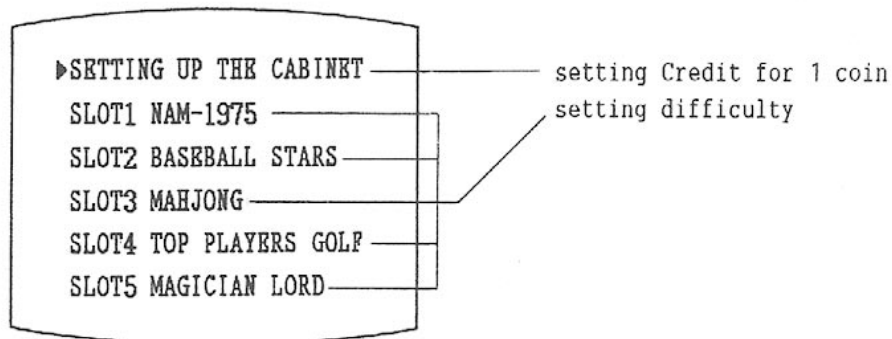 ▶SETTING UP THE CABINET
setting Credit for 1 coin
SLOT1 NAM-1975
setting difficulty
SLOT2 BASEBALL STARS
SLOT3 MAHJONG
SLOT4 TOP PLAYERS GOLF
SLOT5 MAGICIAN LORD